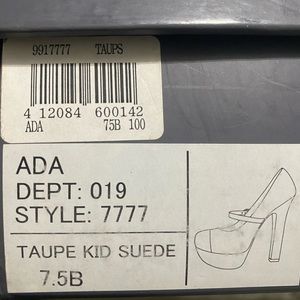 9917777 TAUPS
4 12084 600142
ADA 75B 100
ADA
DEPT: 019
STYLE: 7777
TAUPE KID SUEDE
7.5B